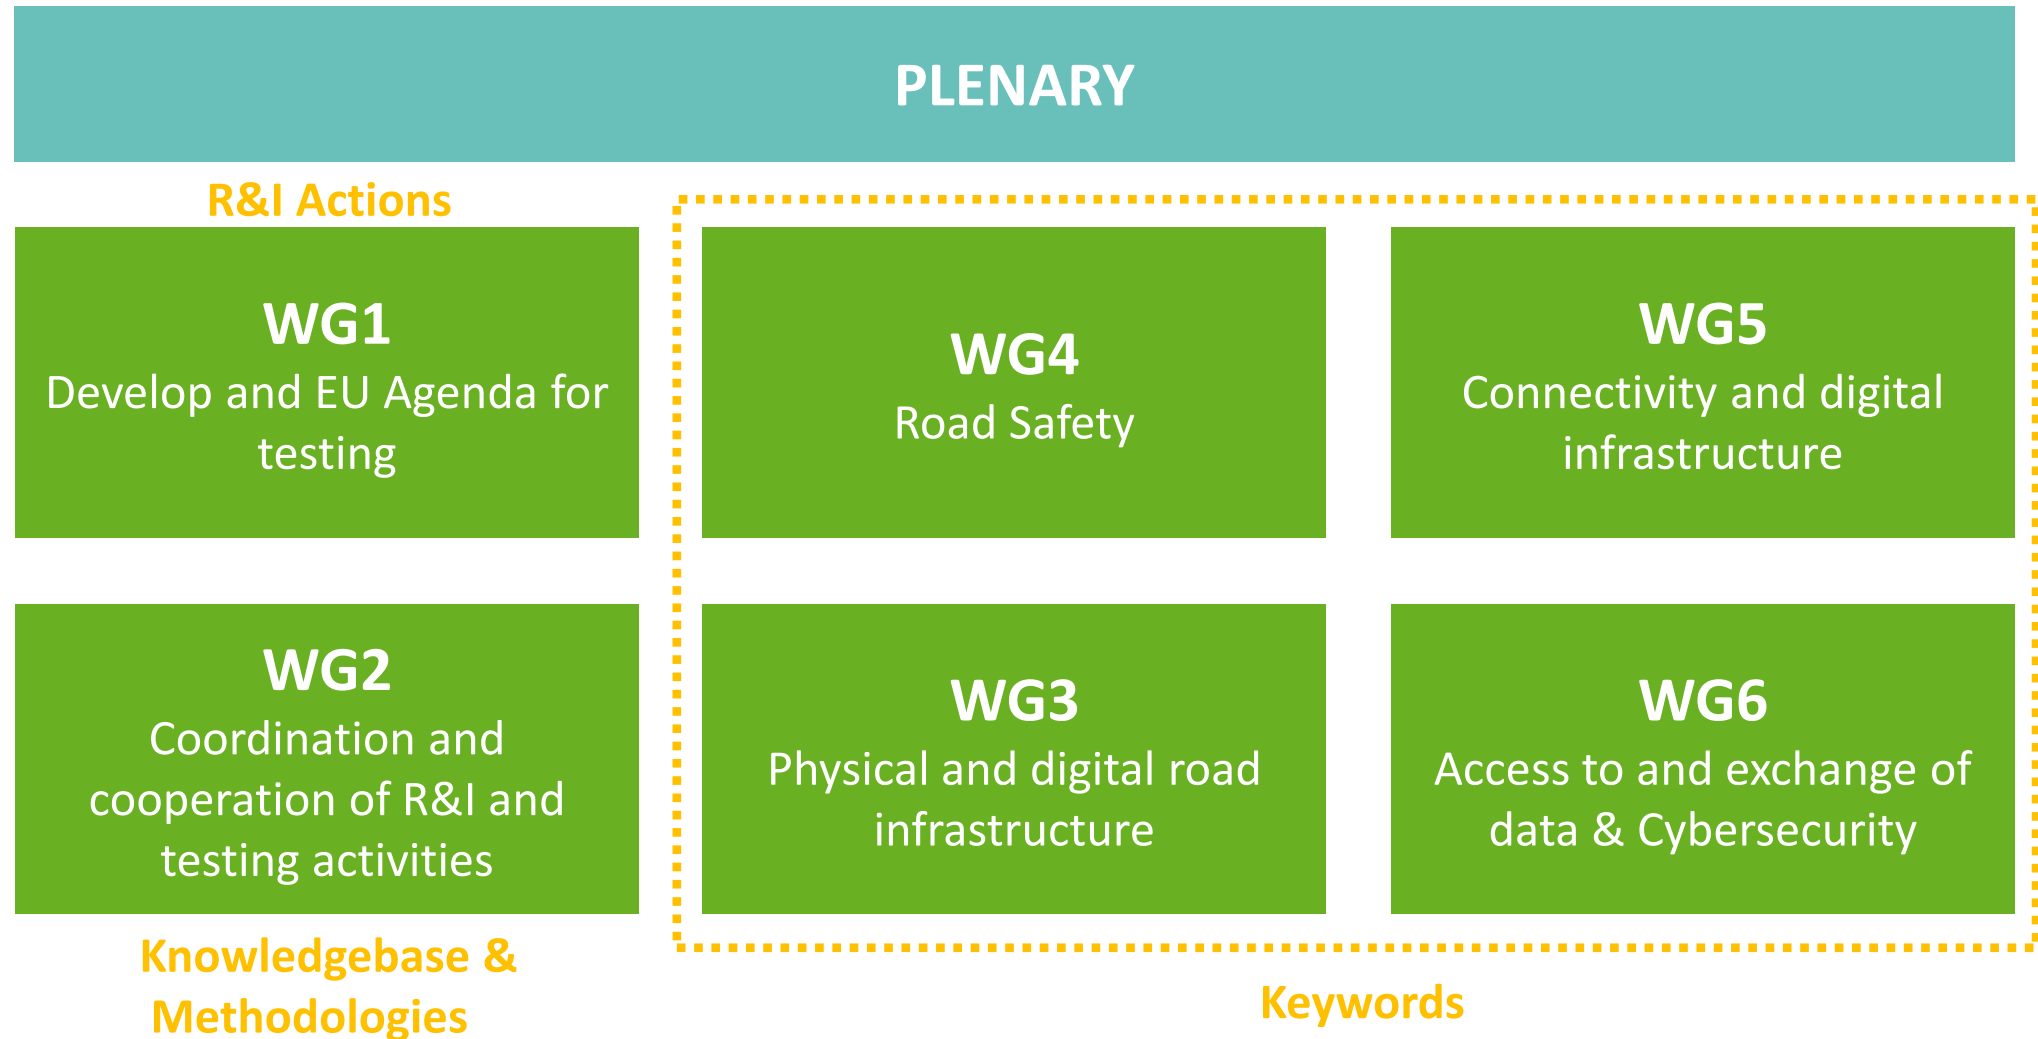 PLENARY
R&I Actions
WG1
Develop and EU Agenda for
testing
WG4
Road Safety
WG5
Connectivity and digital
infrastructure
WG2
Coordination and
cooperation of R&I and
testing activities
WG3
Physical and digital road
infrastructure
WG6
Access to and exchange of
data & Cybersecurity
Knowledgebase &
Methodologies
Keywords